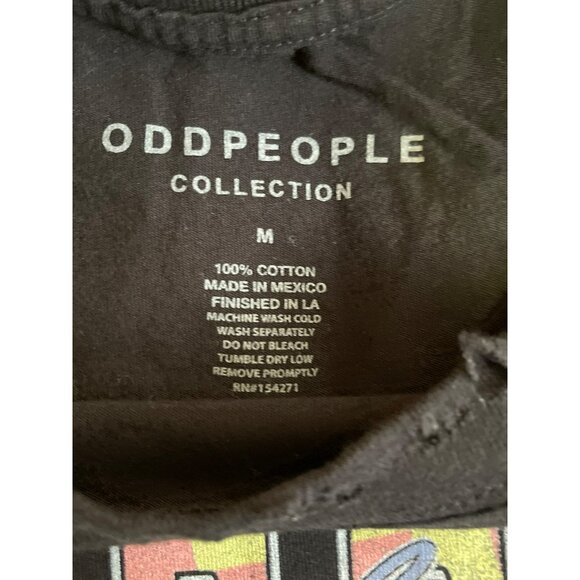 ODDPEOPLE
COLLECTION
M
100% COTTON
MADE IN MEXICO
FINISHED IN LA
MACHINE WASH COLD
WASH SEPARATELY
DO NOT BLEACH
TUMBLE DRY LOW
REMOVE PROMPTLY
RN#154271